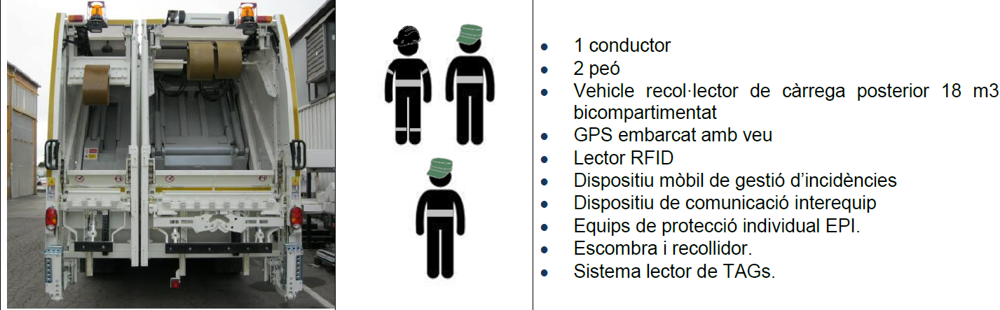 1 conductor
2 peó
Vehicle recol·lector de càrrega posterior 18 m3
bicompartimentat
GPS embarcat amb veu
Lector RFID
Dispositiu mòbil de gestió d’incidències
Dispositiu de comunicació interequip
Equips de protecció individual EPI.
Escombra i recollidor.
Sistema lector de TAGs.